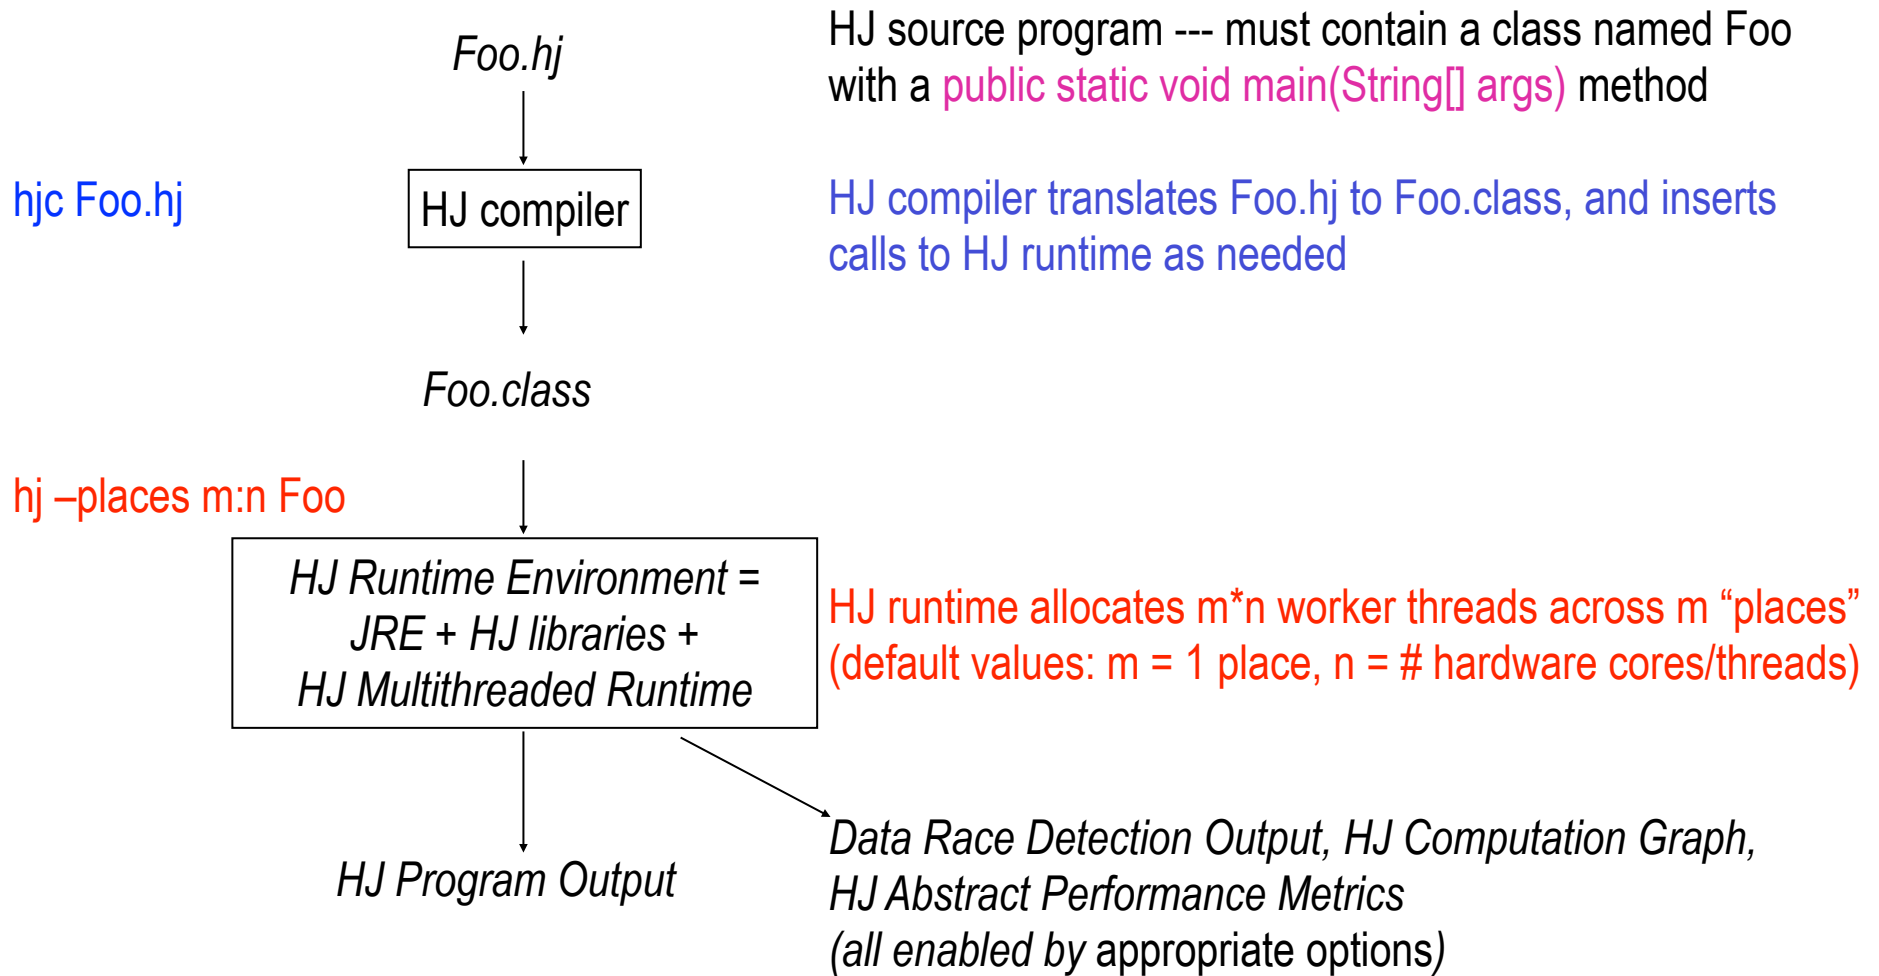 Foo.hj
HJ source program --- must contain a class named Foo
with a public static void main(String[] args) method
hjc Foo.hj
HJ compiler
HJ compiler translates Foo.hj to Foo.class, and inserts
calls to HJ runtime as needed
Foo.class
hj –places m:n Foo
HJ Runtime Environment =
JRE + HJ libraries +
HJ Multithreaded Runtime
HJ runtime allocates m*n worker threads across m “places”
(default values: m = 1 place, n = # hardware cores/threads)
HJ Program Output
Data Race Detection Output, HJ Computation Graph,
HJ Abstract Performance Metrics
(all enabled by appropriate options)